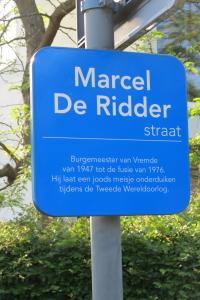 Marcel
De Ridder
straat
Burgemeester van Vremde
van 1947 tot de fusie van 1976.
Hij laat een joods meisje onderduiken
tijdens de Tweede Wereldoorlog.